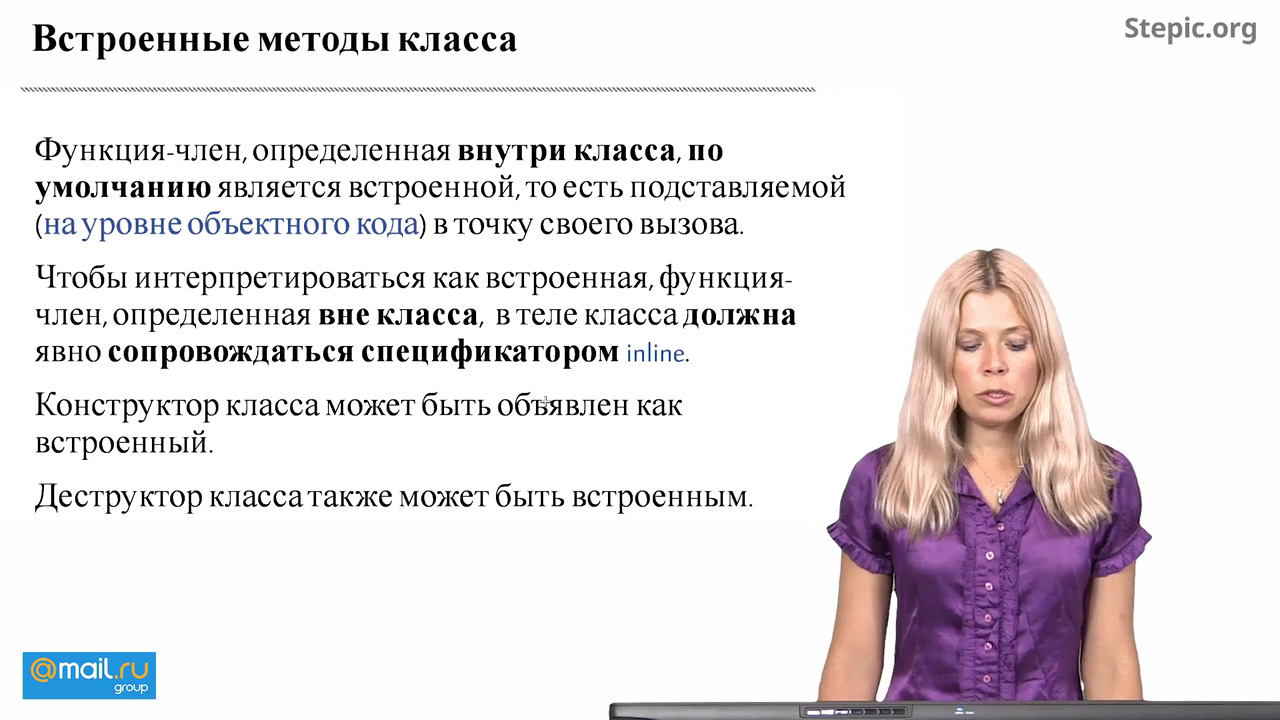 Встроенные методы класса
Stepic.org
Функция-член, определенная внутри класса, по
умолчанию является встроенной, то есть подставляемой
(на уровне объектного кода) в точку своего вызова.
Чтобы интерпретироваться как встроенная, функция-
член, определенная вне класса, в теле класса должна
явно сопровождаться спецификатором inline.
Конструктор класса может быть объявлен как
встроенный.
Деструктор класса также может быть встроенным.
@mail.ru
group